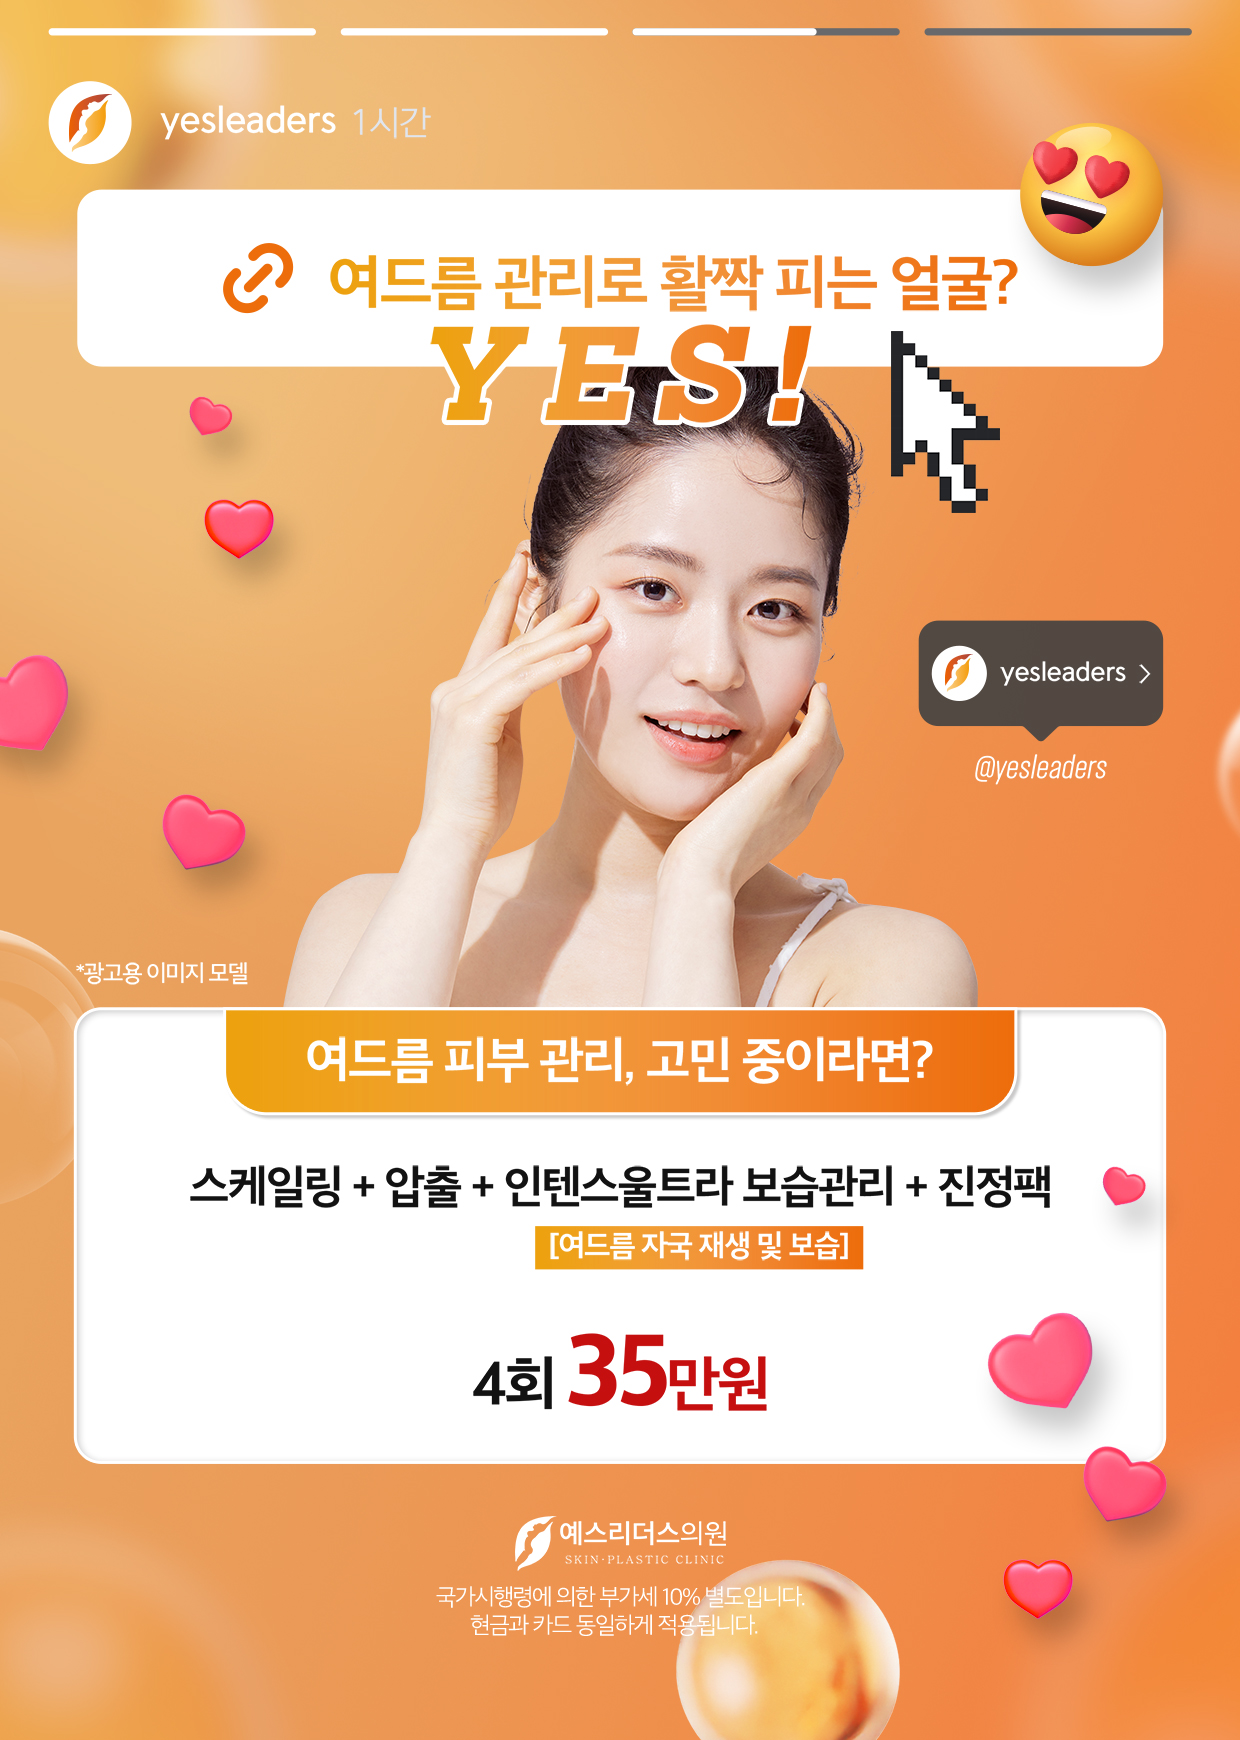 yesleaders 1시간
여드름 관리로 활짝 피는 얼굴?
YES!
yesleaders
@yesleaders
*광고용 이미지 모델
여드름 피부 관리, 고민 중이라면?
스케일링 + 압출 + 인텐스울트라 보습관리 + 진정팩
[여드름 자국 재생 및 보습]
4회 35만원
예스리더스의원
SKIN·PLASTIC CLINIC
국가시행령에 의한 부가세 10% 별도입니다.
현금과 카드 동일하게 적용됩니다.